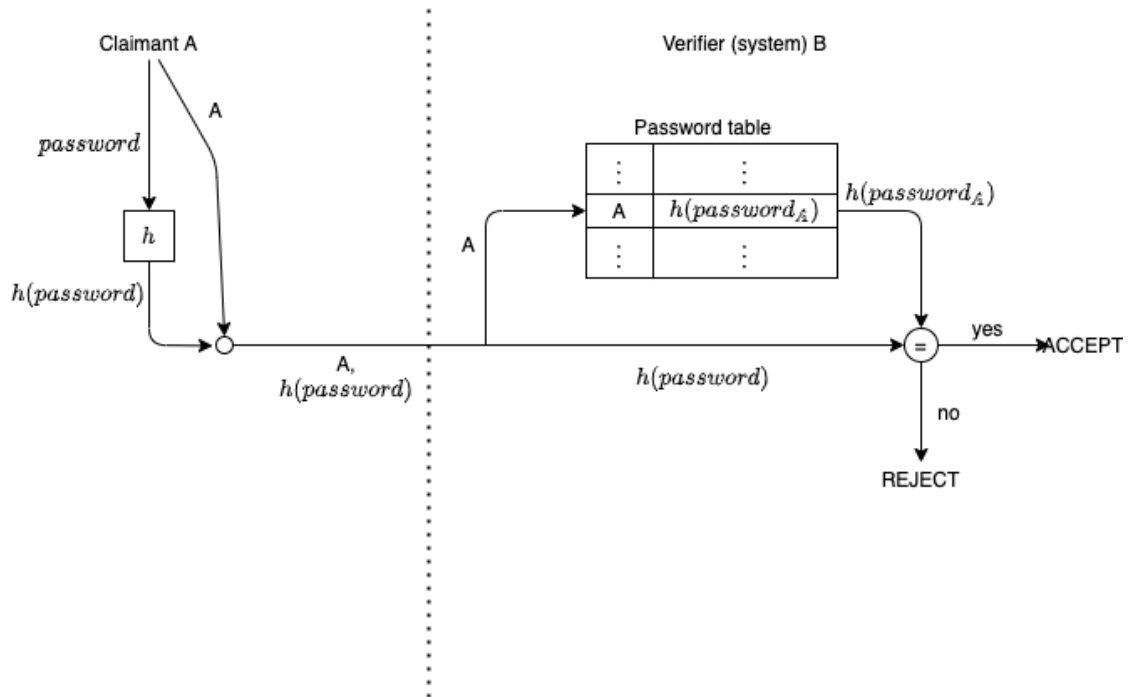 Claimant A
Verifier (system) B
A
Password table
password
⋮ ⋮
h(password_A)
A h(password_A)
h
A
⋮ ⋮
h(password)
yes
= ACCEPT
A,
h(password)
h(password)
no
REJECT